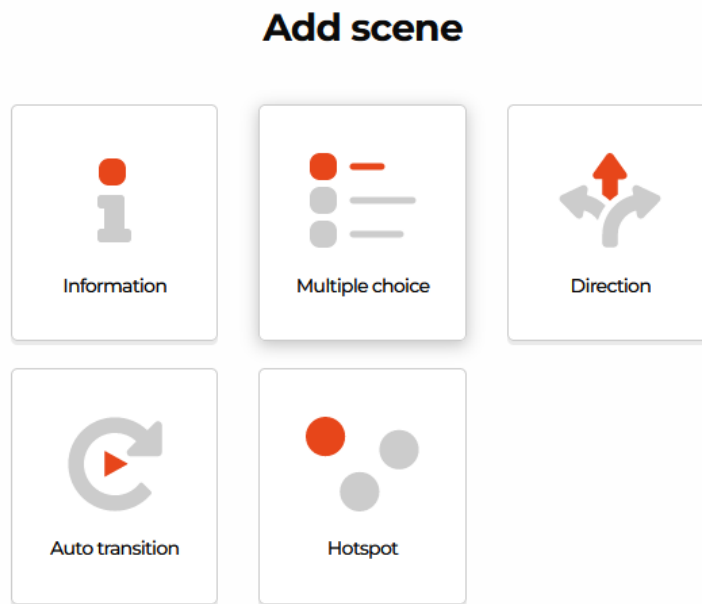 Add scene
Information
Multiple choice
Direction
Auto transition
Hotspot